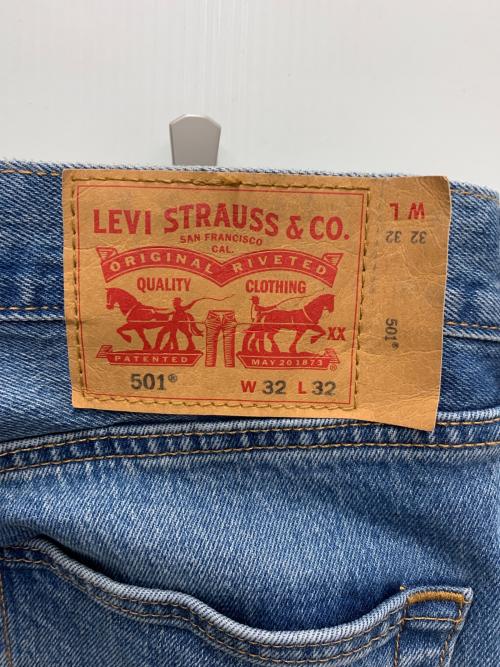 LEVI STRAUSS & CO.
SAN FRANCISCO
CAL.
ORIGINAL RIVETED
QUALITY CLOTHING
XX
PATENTED MAY 20 1873
501® W 32 L 32
W L
32 32
501®